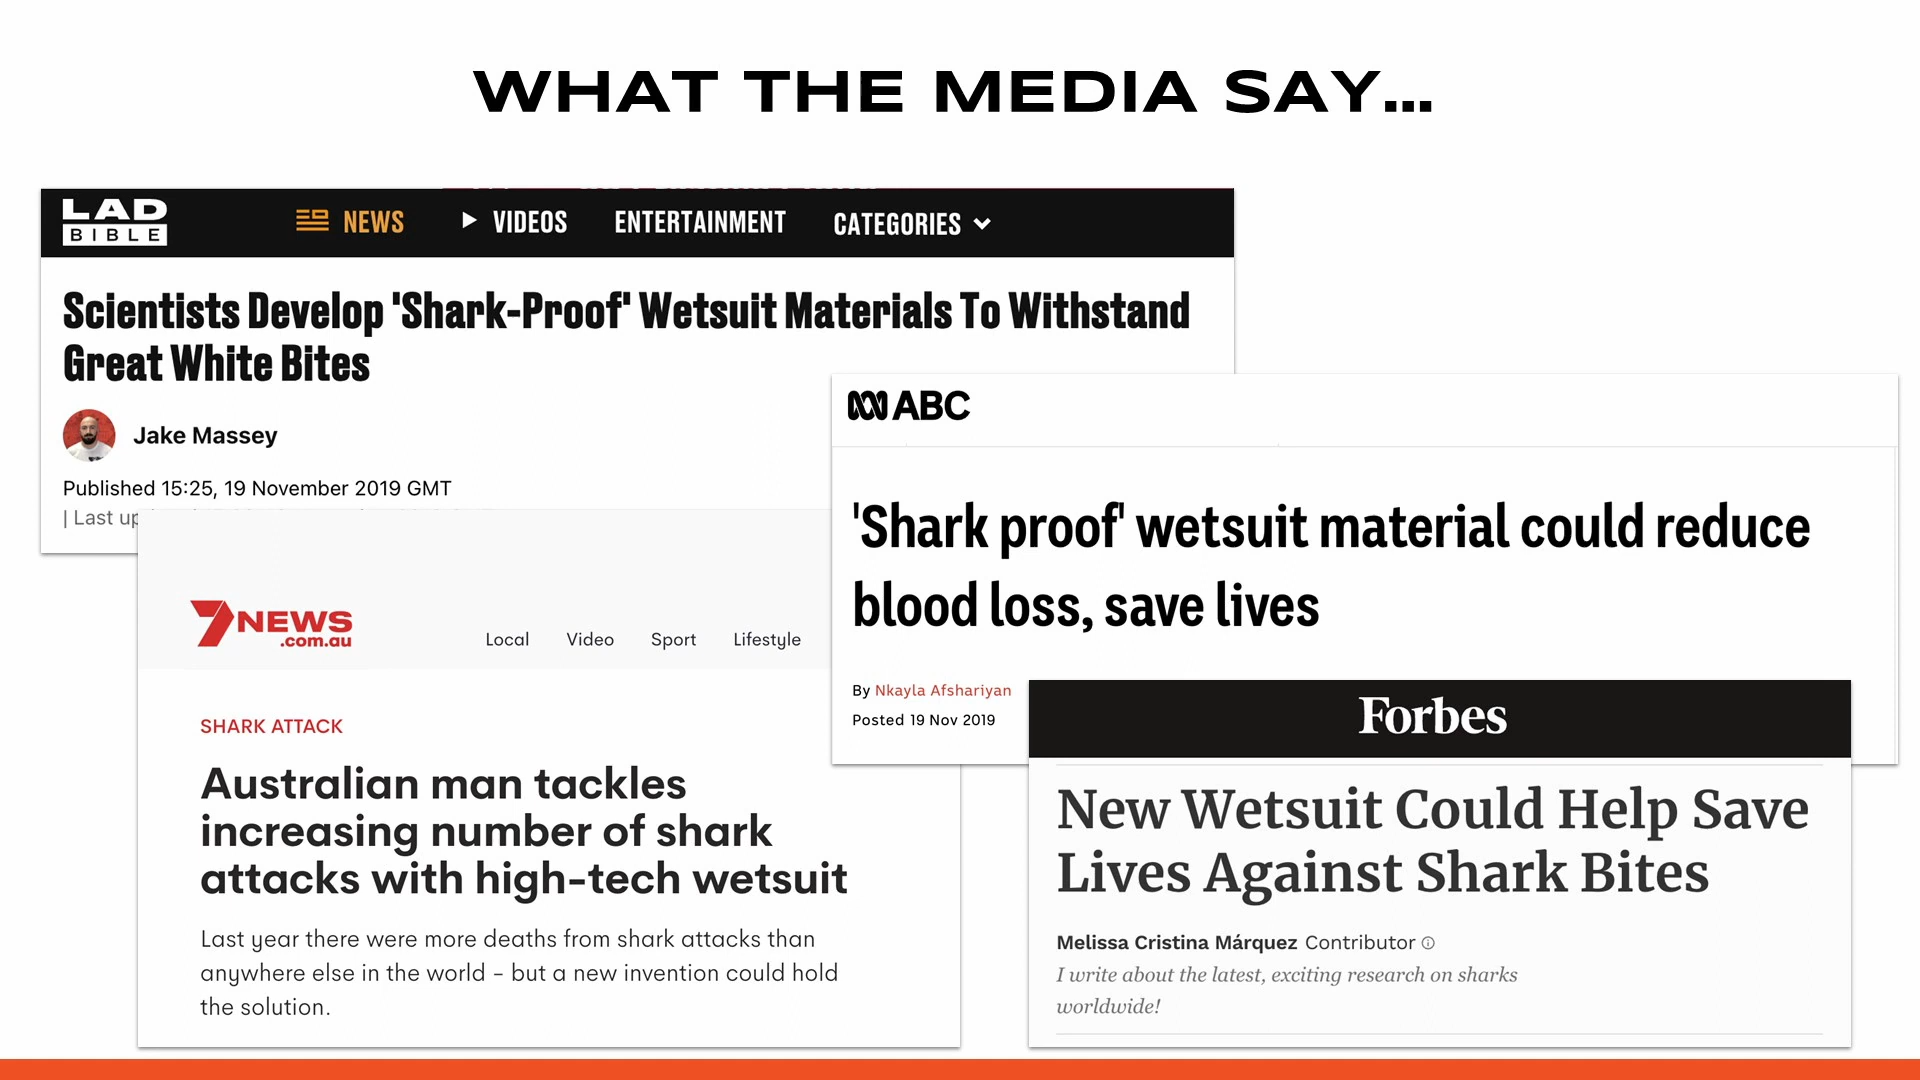 WHAT THE MEDIA SAY...
LAD
BIBLE
NEWS
VIDEOS
ENTERTAINMENT
CATEGORIES
Scientists Develop 'Shark-Proof' Wetsuit Materials To Withstand
Great White Bites
Jake Massey
Published 15:25, 19 November 2019 GMT
| Last
ABC
'Shark proof' wetsuit material could reduce
blood loss, save lives
By Nkayla Afshariyan
Posted 19 Nov 2019
7NEWS
.com.au
Local
Video
Sport
Lifestyle
SHARK ATTACK
Australian man tackles
increasing number of shark
attacks with high-tech wetsuit
Last year there were more deaths from shark attacks than
anywhere else in the world – but a new invention could hold
the solution.
Forbes
New Wetsuit Could Help Save
Lives Against Shark Bites
Melissa Cristina Márquez Contributor
I write about the latest, exciting research on sharks
worldwide!